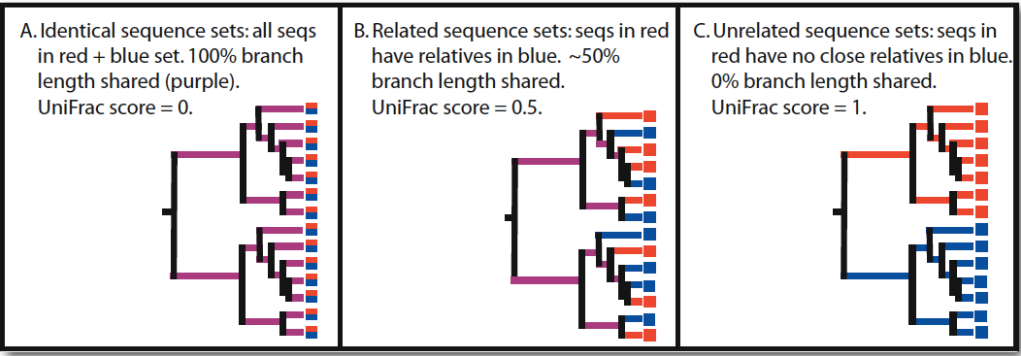 A. Identical sequence sets: all seqs
in red + blue set. 100% branch
length shared (purple).
UniFrac score = 0.
B. Related sequence sets: seqs in red
have relatives in blue. ~50%
branch length shared.
UniFrac score = 0.5.
C. Unrelated sequence sets: seqs in
red have no close relatives in blue.
0% branch length shared.
UniFrac score = 1.